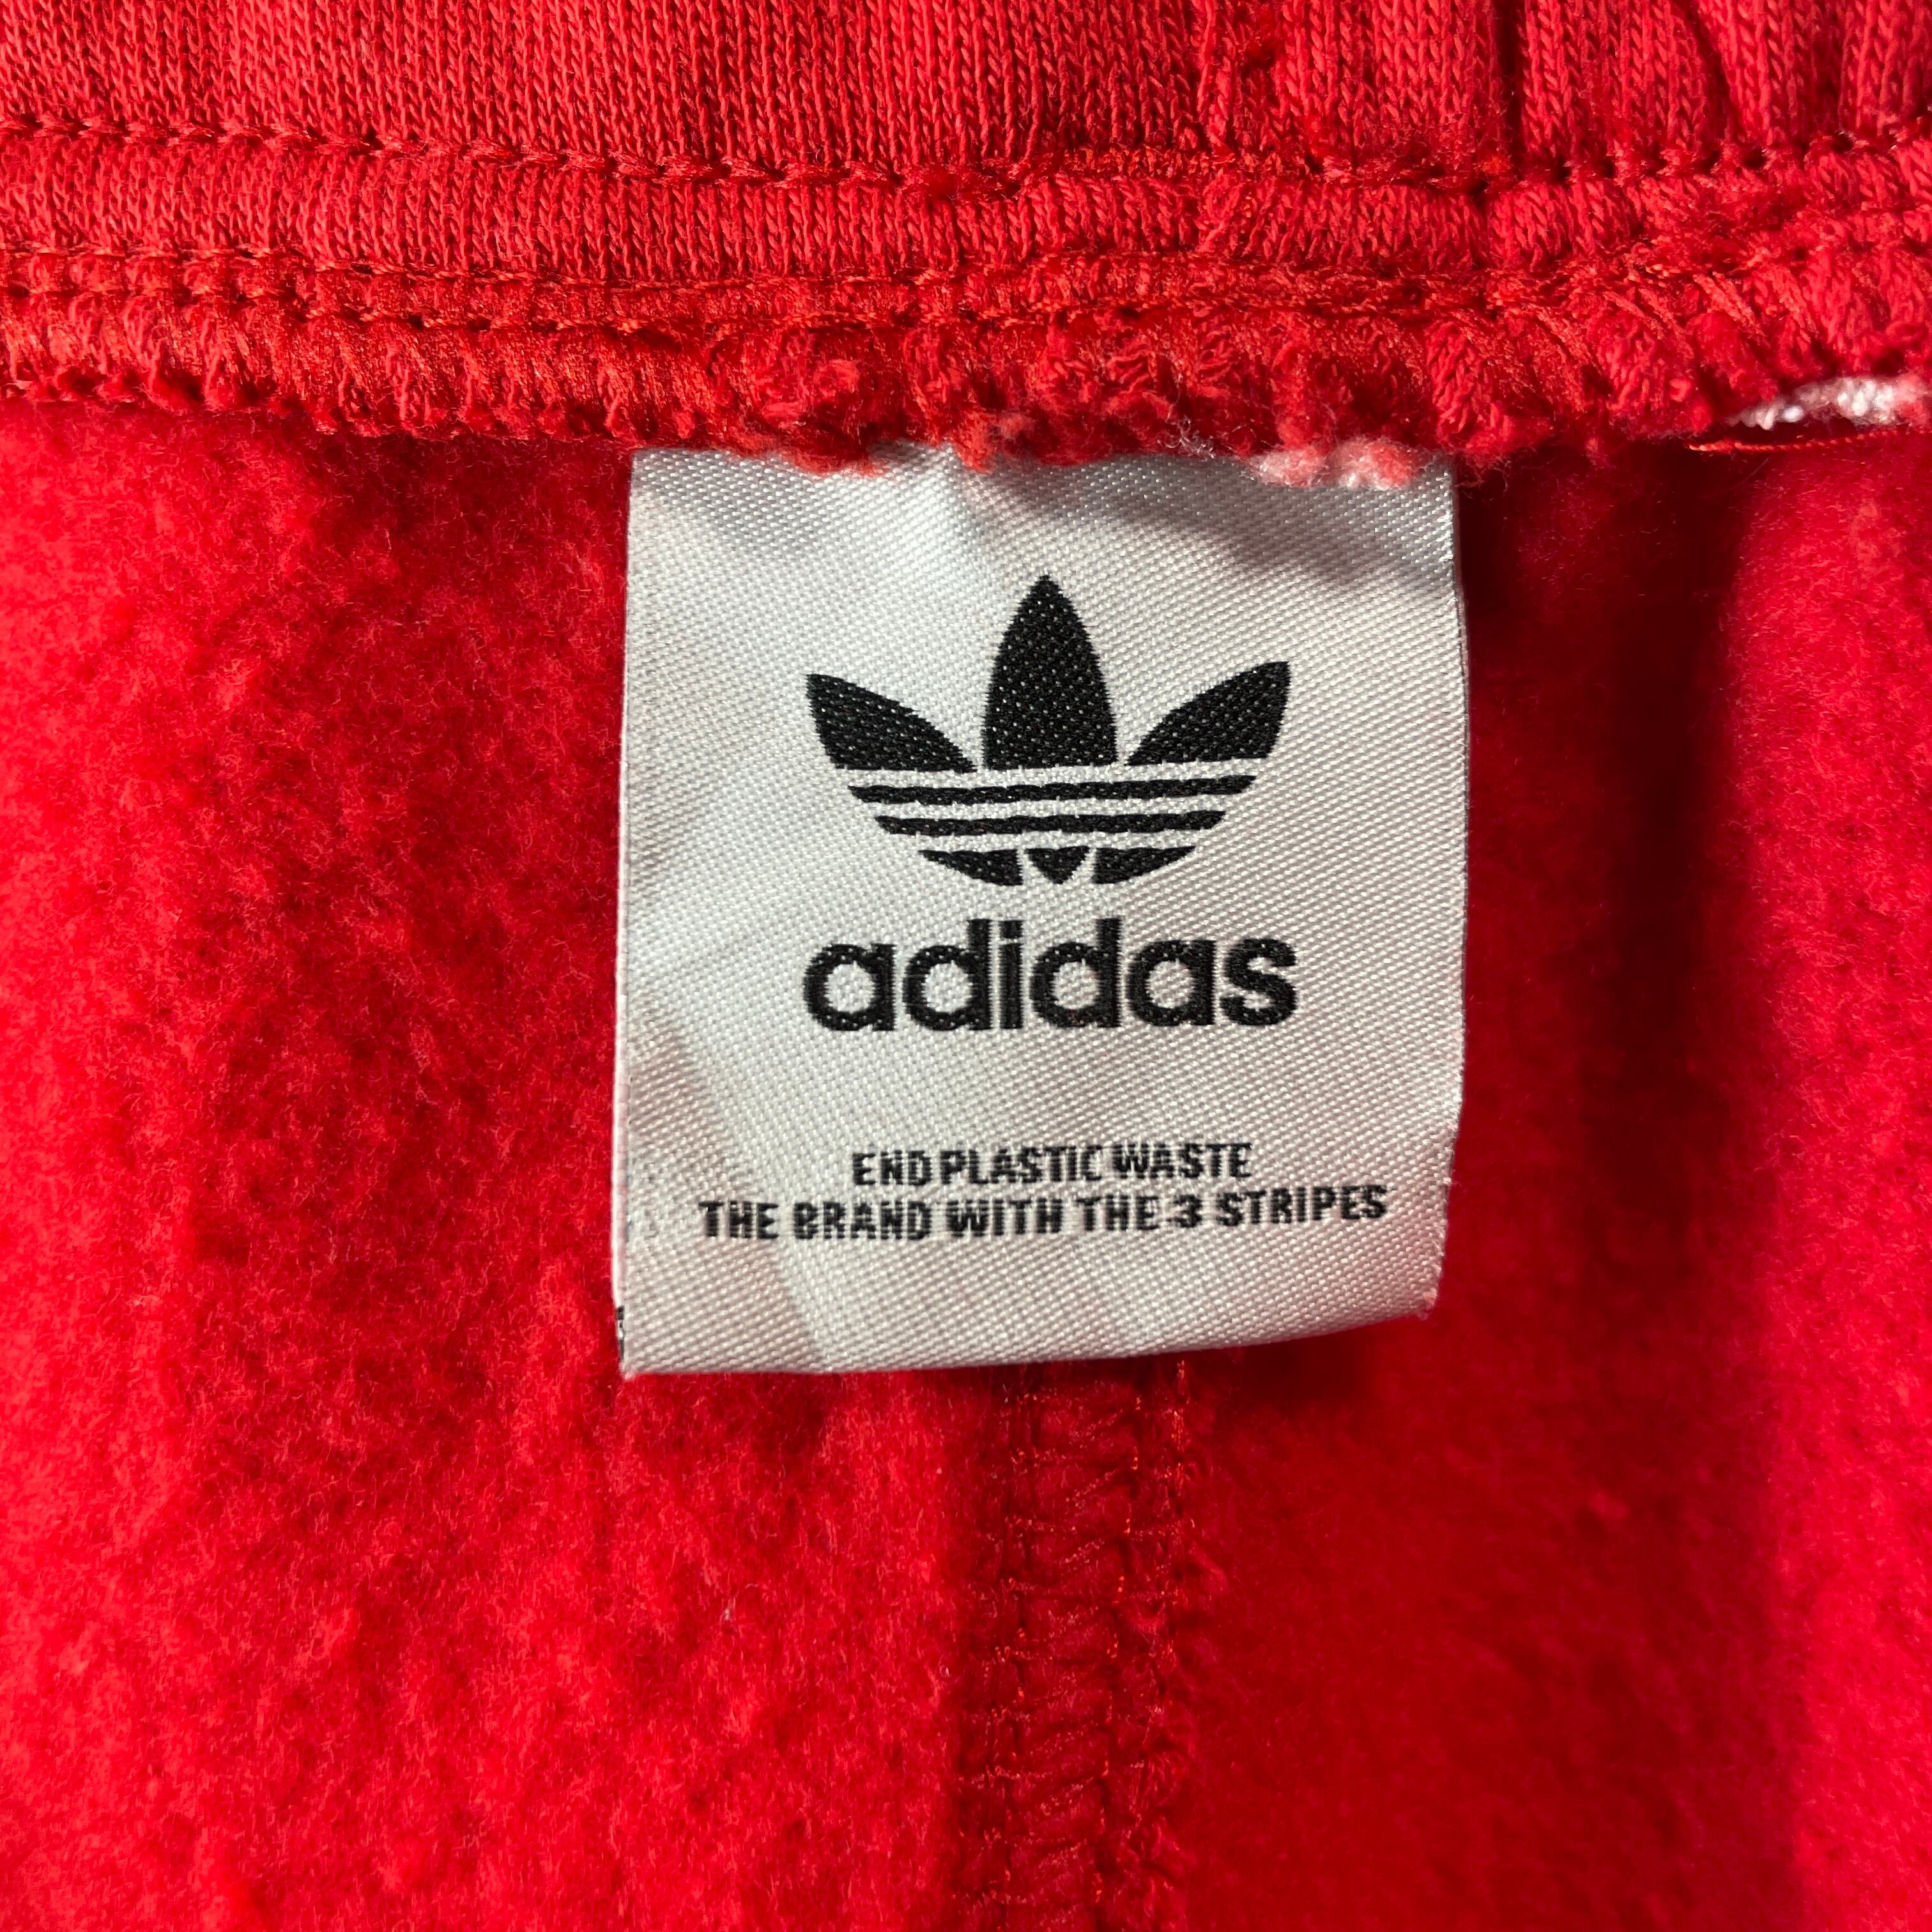 adidas
END PLASTIC WASTE
THE BRAND WITH THE 3 STRIPES